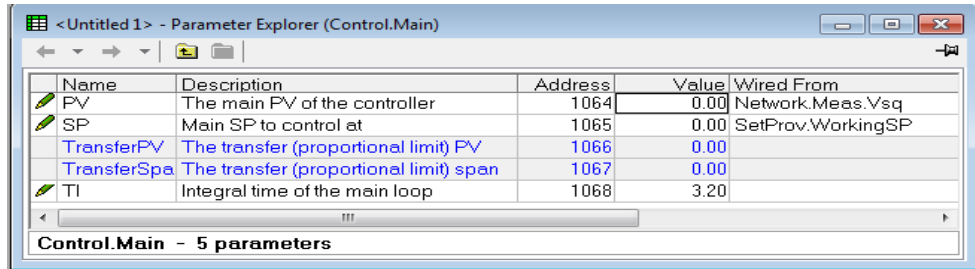 <Untitled 1> - Parameter Explorer (Control.Main)
Name Description Address Value Wired From
PV The main PV of the controller 1064 0.00 Network.Meas.Vsq
SP Main SP to control at 1065 0.00 SetProv.WorkingSP
TransferPV The transfer (proportional limit) PV 1066 0.00
TransferSpa The transfer (proportional limit) span 1067 0.00
TI Integral time of the main loop 1068 3.20
Control.Main - 5 parameters